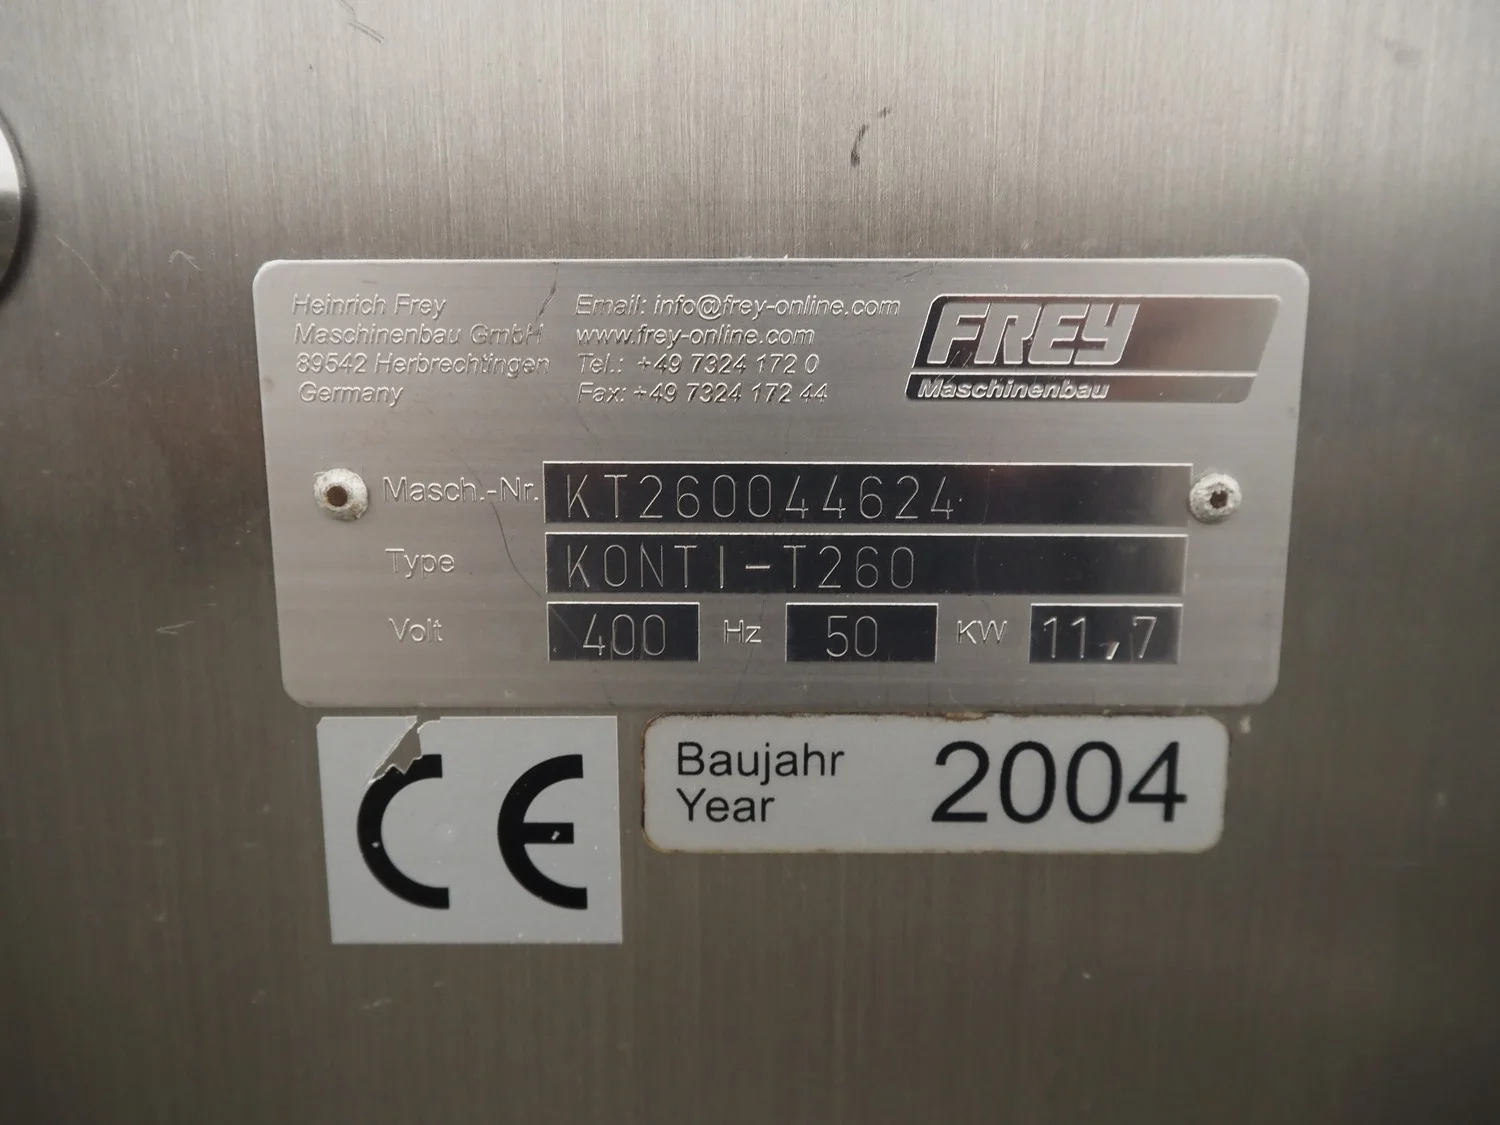 Heinrich Frey
Maschinenbau GmbH
89542 Herbrechtingen
Germany
Email: info@frey-online.com
www.frey-online.com
Tel.: +49 7324 172 0
Fax: +49 7324 172 44
FREY
Maschinenbau
Masch.-Nr. KT260044624
Type KONTI-T260
Volt 400 Hz 50 KW 11,7
CE
Baujahr
Year
2004